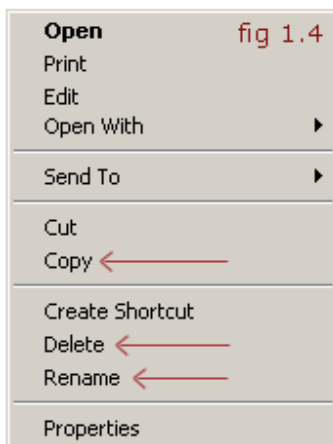 Open fig 1.4
Print
Edit
Open With
Send To
Cut
Copy
Create Shortcut
Delete
Rename
Properties